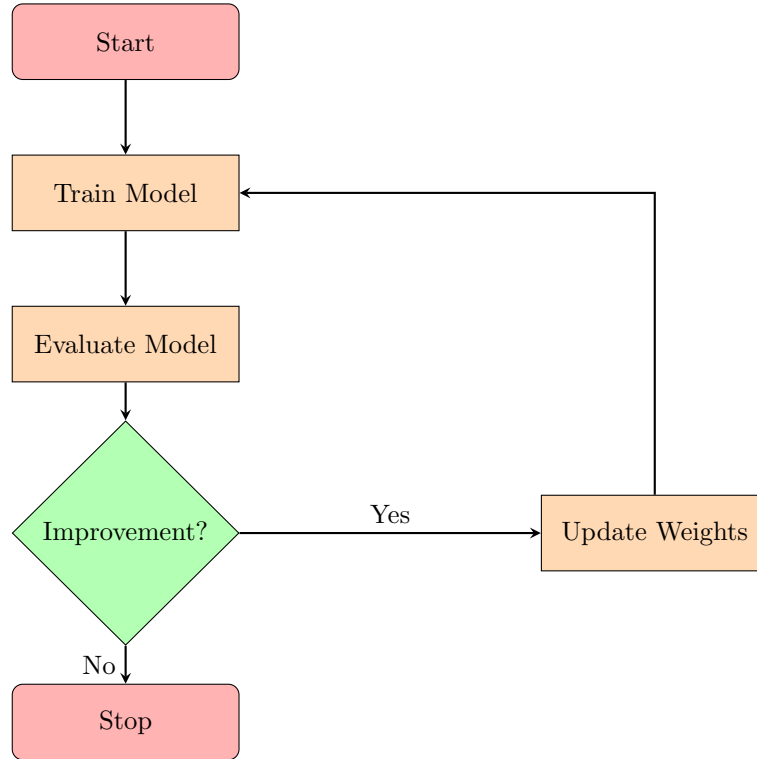 Start
Train Model
Evaluate Model
Improvement?
Yes
Update Weights
No
Stop